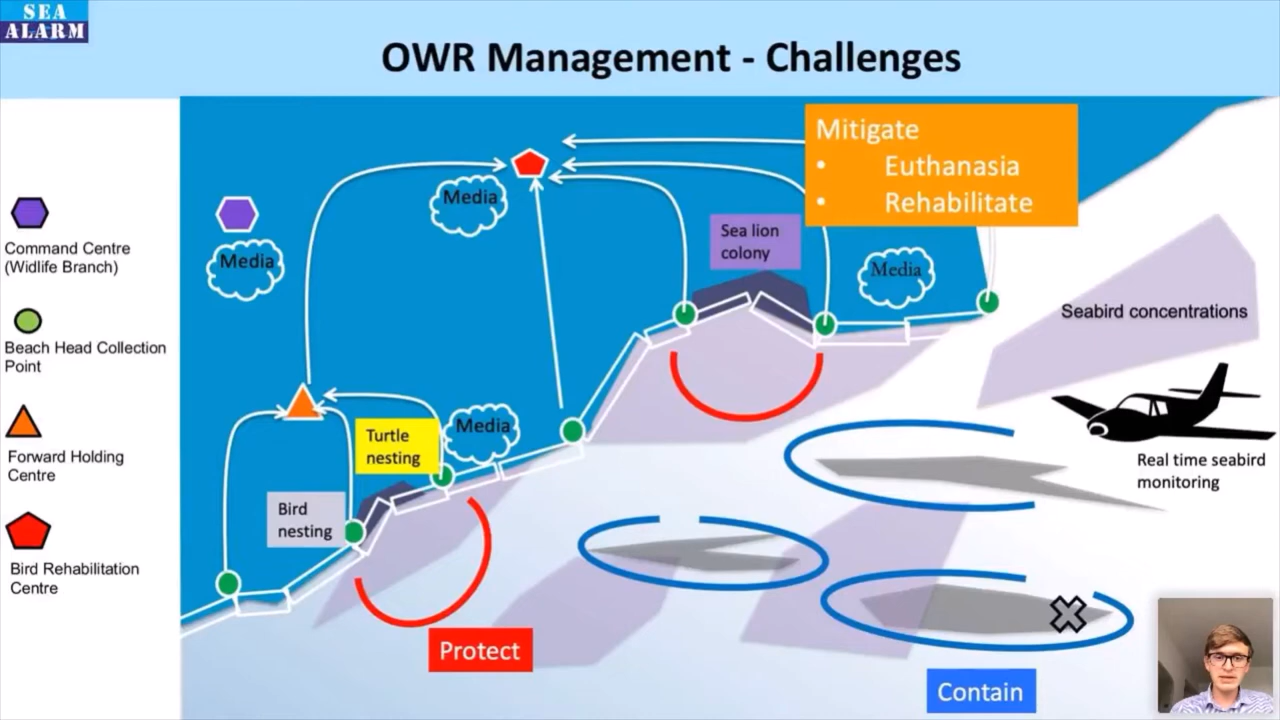 SEA
ALARM
OWR Management - Challenges
Mitigate
• Euthanasia
• Rehabilitate
Media
Media
Sea lion
colony
Media
Command Centre
(Widlife Branch)
Seabird concentrations
Beach Head Collection
Point
Turtle
nesting
Media
Real time seabird
monitoring
Forward Holding
Centre
Bird
nesting
Bird Rehabilitation
Centre
Protect
Contain